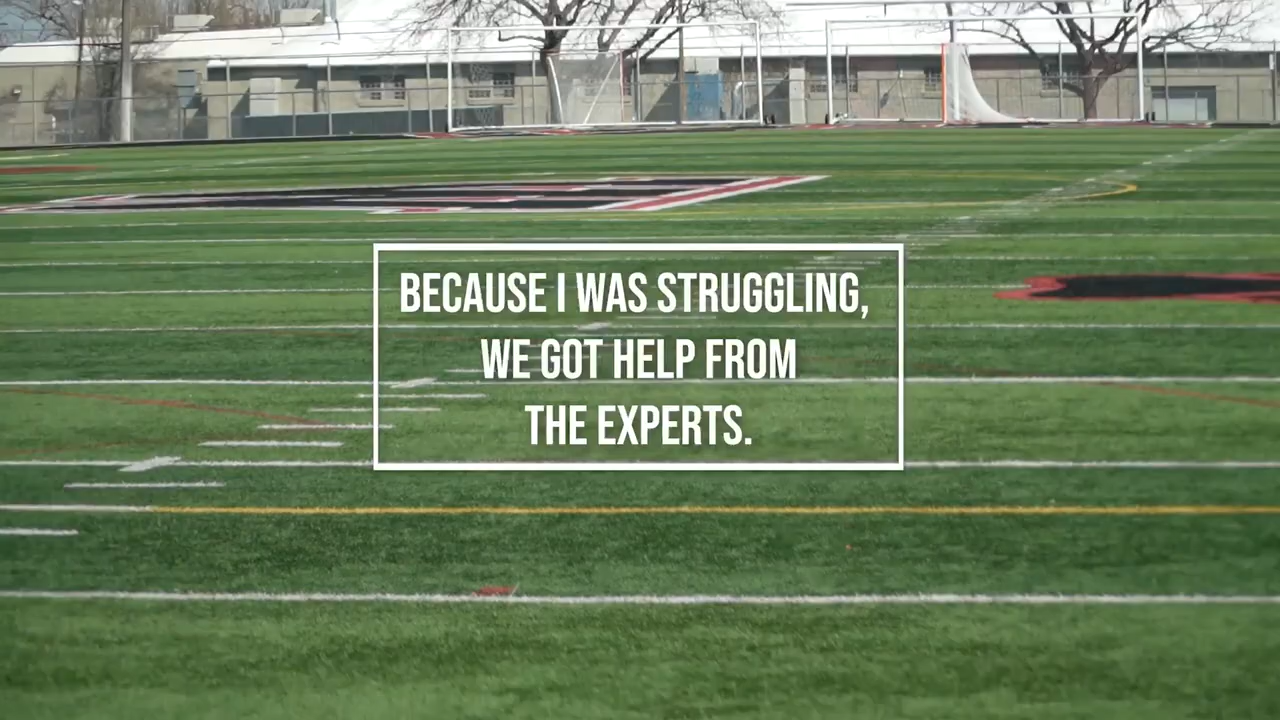 BECAUSE I WAS STRUGGLING,
WE GOT HELP FROM
THE EXPERTS.